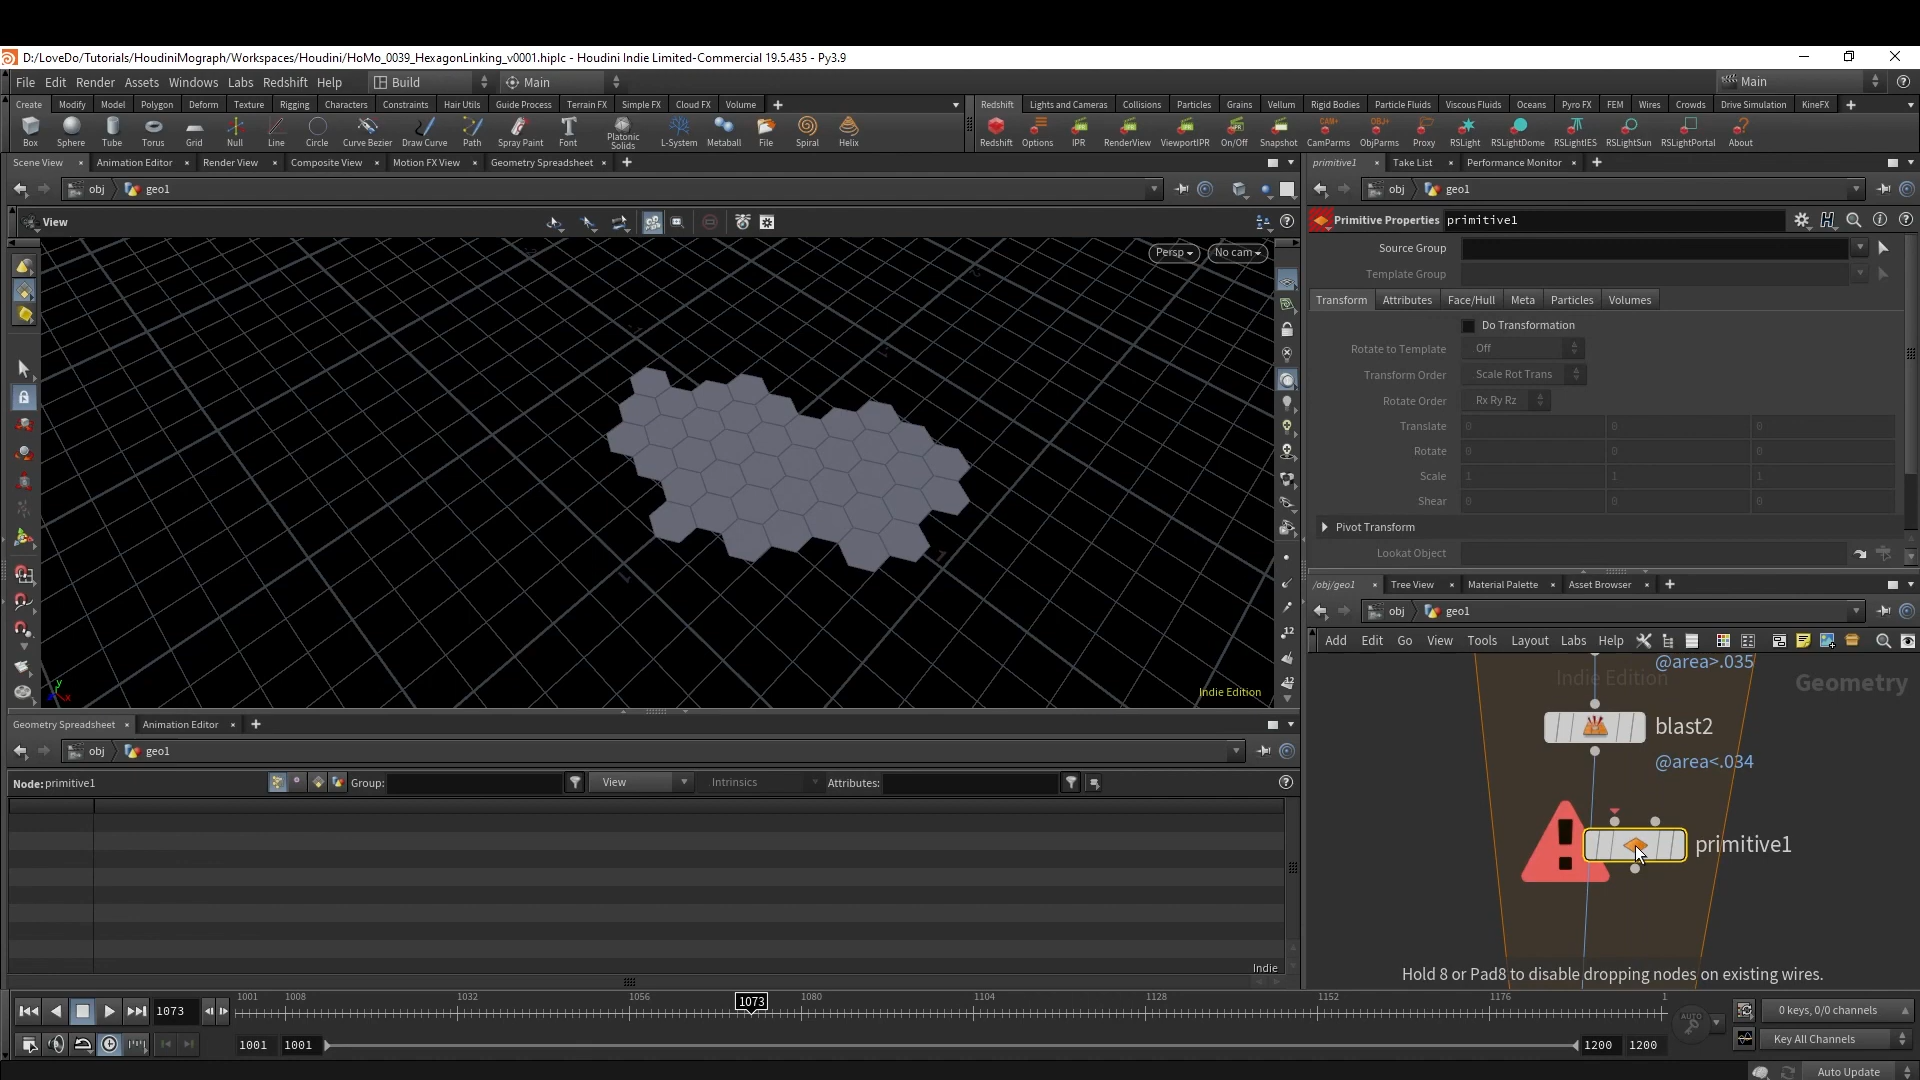 D:/LoveDo/Tutorials/HoudiniMograph/Workspaces/Houdini/HoMo_0039_HexagonLinking_v0001.hiplc - Houdini Indie Limited-Commercial 19.5.435 - Py3.9
File Edit Render Assets Windows Labs Redshift Help Build Main Main
Create Modify Model Polygon Deform Texture Rigging Characters Constraints Hair Utils Guide Process Terrain FX Simple FX Cloud FX Volume
Redshift Lights and Cameras Collisions Particles Grains Vellum Rigid Bodies Particle Fluids Viscous Fluids Oceans Pyro FX FEM Wires Crowds Drive Simulation KineFX
Box Sphere Tube Torus Grid Null Line Circle Curve Bezier Draw Curve Path Spray Paint Font Platonic Solids L-System Metaball File Spiral Helix
Redshift Options IPR RenderView ViewportIPR On/Off Snapshot CamParms ObjParms Proxy RSLight RSLightDome RSLightIES RSLightSun RSLightPortal About
Scene View Animation Editor Render View Composite View Motion FX View Geometry Spreadsheet
primitive1 Take List Performance Monitor
obj geo1
obj geo1
View
Primitive Properties primitive1
Persp No cam
Source Group
Template Group
Transform Attributes Face/Hull Meta Particles Volumes
Do Transformation
Rotate to Template Off
Transform Order Scale Rot Trans
Rotate Order Rx Ry Rz
Translate 0 0 0
Rotate 0 0 0
Scale 1 1 1
Shear 0 0 0
Pivot Transform
Lookat Object
/obj/geo1 Tree View Material Palette Asset Browser
obj geo1
Add Edit Go View Tools Layout Labs Help
@area>.035
Indie Edition
Geometry
blast2
@area<.034
primitive1
Hold 8 or Pad8 to disable dropping nodes on existing wires.
Indie Edition
Geometry Spreadsheet Animation Editor
obj geo1
Node: primitive1 Group: View Intrinsics Attributes:
Indie
1073
1001 1008 1032 1056 1073 1080 1104 1128 1152 1176
AUTO
0 keys, 0/0 channels
1001 1001 1200 1200
Key All Channels
Auto Update